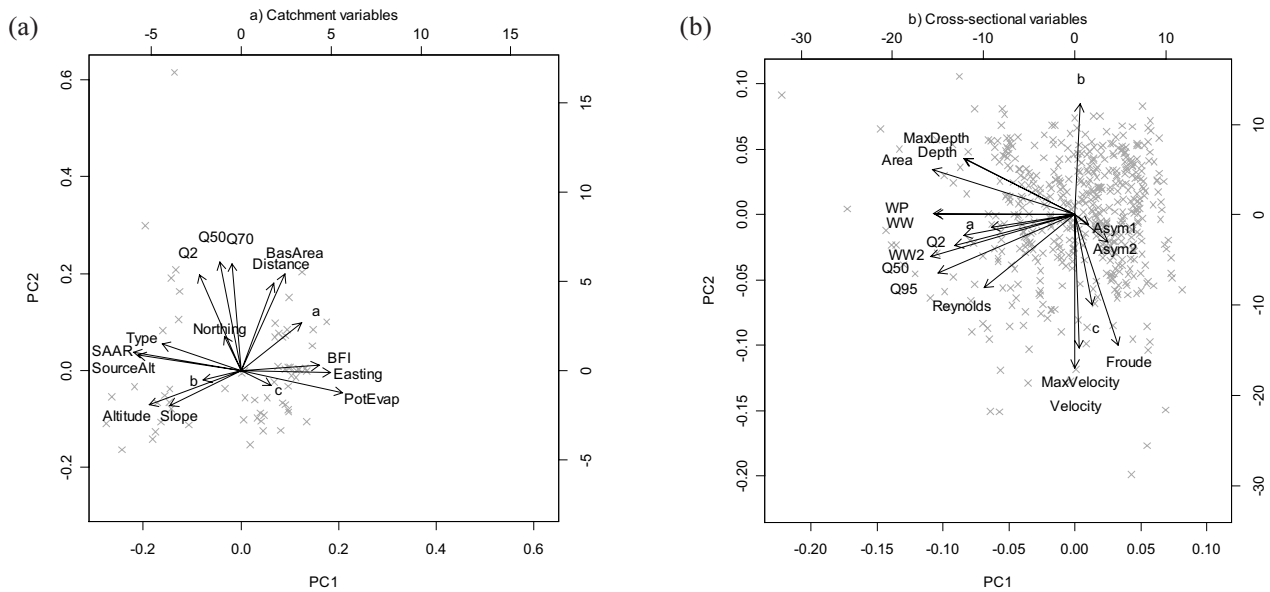 (a)
a) Catchment variables
-5 0 5 10 15
0.6
0.4
0.2
0.0
-0.2
PC2
15
10
5
0
-5
Q50
Q70
Q2
BasArea
Distance
a
Northing
Type
SAAR
SourceAlt
BFI
Easting
b
c
PotEvap
Altitude
Slope
-0.2 0.0 0.2 0.4 0.6
PC1
(b)
b) Cross-sectional variables
-30 -20 -10 0 10
0.10
0.05
0.00
-0.05
-0.10
-0.15
-0.20
PC2
10
0
-10
-20
-30
b
MaxDepth
Depth
Area
WP
WW
a
Asym1
Q2
Asym2
WW2
Q50
Q95
Reynolds
c
Froude
MaxVelocity
Velocity
-0.20 -0.15 -0.10 -0.05 0.00 0.05 0.10
PC1